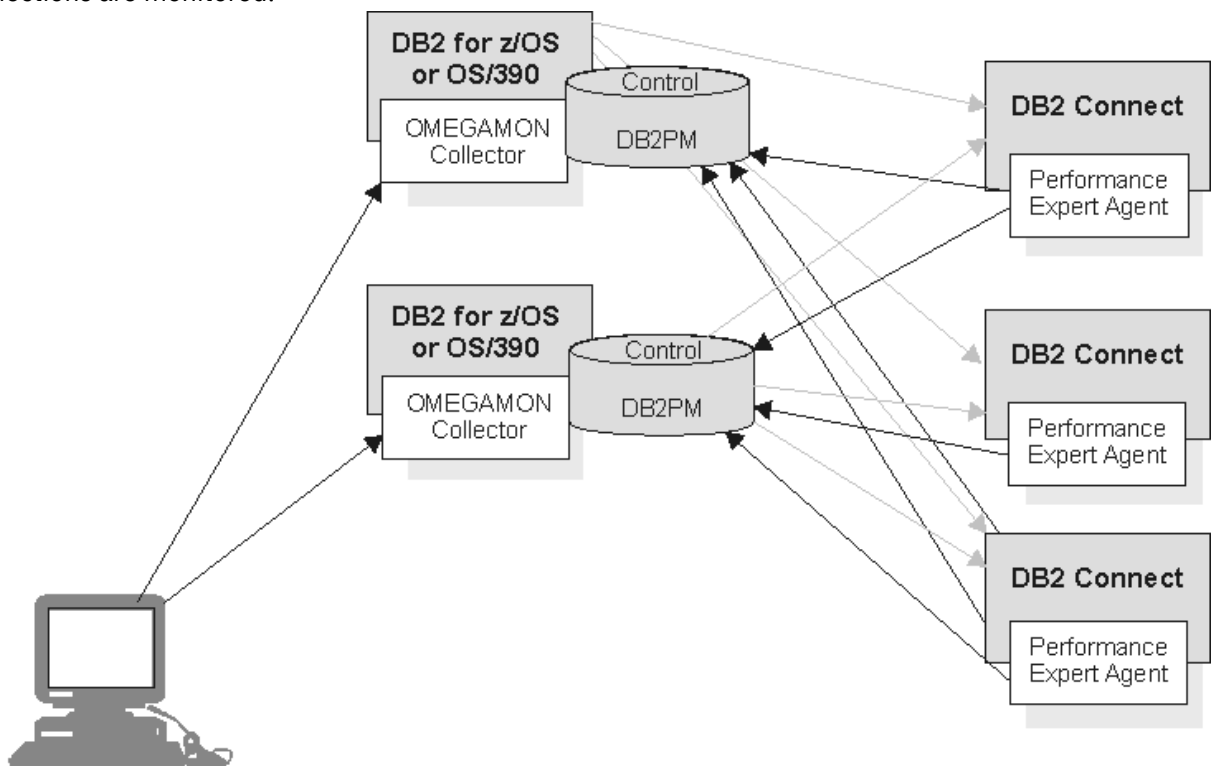 DB2 for z/OS
or OS/390
OMEGAMON
Collector
Control
DB2PM
DB2 Connect
Performance
Expert Agent
DB2 for z/OS
or OS/390
OMEGAMON
Collector
Control
DB2PM
DB2 Connect
Performance
Expert Agent
DB2 Connect
Performance
Expert Agent